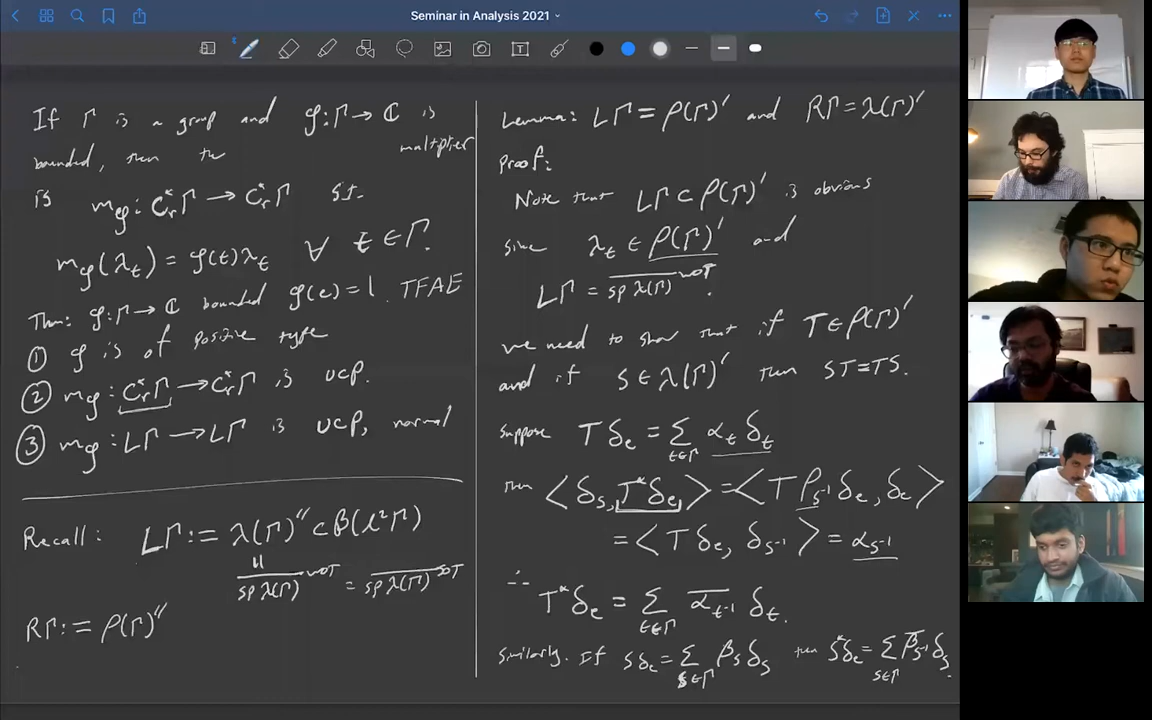 Seminar in Analysis 2021
If Γ is a group and φ: Γ → ℂ is
bounded, then the multiplier
is m_φ: C*_r Γ → C*_r Γ s.t.
m_φ(λ_t) = φ(t)λ_t ∀ t ∈ Γ.
Thm: φ: Γ → ℂ bounded φ(e) = 1. TFAE
① φ is of positive type
② m_φ: C*_r Γ → C*_r Γ is UCP.
③ m_φ: LΓ → LΓ is UCP, normal
Recall: LΓ := λ(Γ)'' ⊂ B(ℓ²Γ)
||
\overline{sp λ(Γ)}^{WOT} = \overline{sp λ(Γ)}^{SOT}
RΓ := ρ(Γ)''
Lemma: LΓ = ρ(Γ)' and RΓ = λ(Γ)'
Proof:
Note that LΓ ⊂ ρ(Γ)' is obvious
since λ_t ∈ ρ(Γ)' and
LΓ = \overline{sp λ(Γ)}^{WOT}.
we need to show that if T ∈ ρ(Γ)'
and if S ∈ λ(Γ)' then ST = TS.
Suppose Tδ_e = Σ_{t∈Γ} α_t δ_t
then ⟨δ_s, T*δ_e⟩ = ⟨Tρ_{s^{-1}}δ_e, δ_e⟩
= ⟨Tδ_e, δ_{s^{-1}}⟩ = α_{s^{-1}}
∴ T*δ_e = Σ_{t∈Γ} \overline{α_{t^{-1}}} δ_t.
Similarly. If Sδ_e = Σ_{s∈Γ} β_s δ_s then S*δ_e = Σ_{s∈Γ} \overline{β}_{s^{-1}} δ_s.